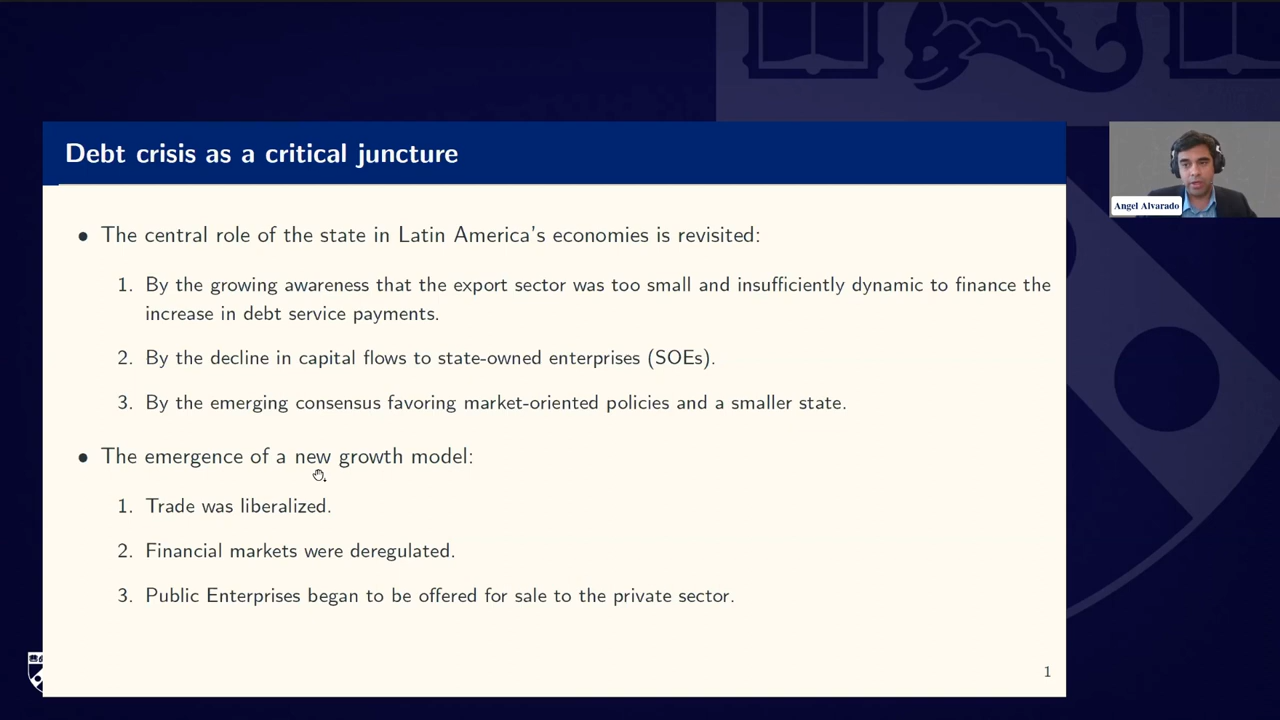 Debt crisis as a critical juncture
Angel Alvarado
● The central role of the state in Latin America's economies is revisited:
1. By the growing awareness that the export sector was too small and insufficiently dynamic to finance the
increase in debt service payments.
2. By the decline in capital flows to state-owned enterprises (SOEs).
3. By the emerging consensus favoring market-oriented policies and a smaller state.
● The emergence of a new growth model:
1. Trade was liberalized.
2. Financial markets were deregulated.
3. Public Enterprises began to be offered for sale to the private sector.
1